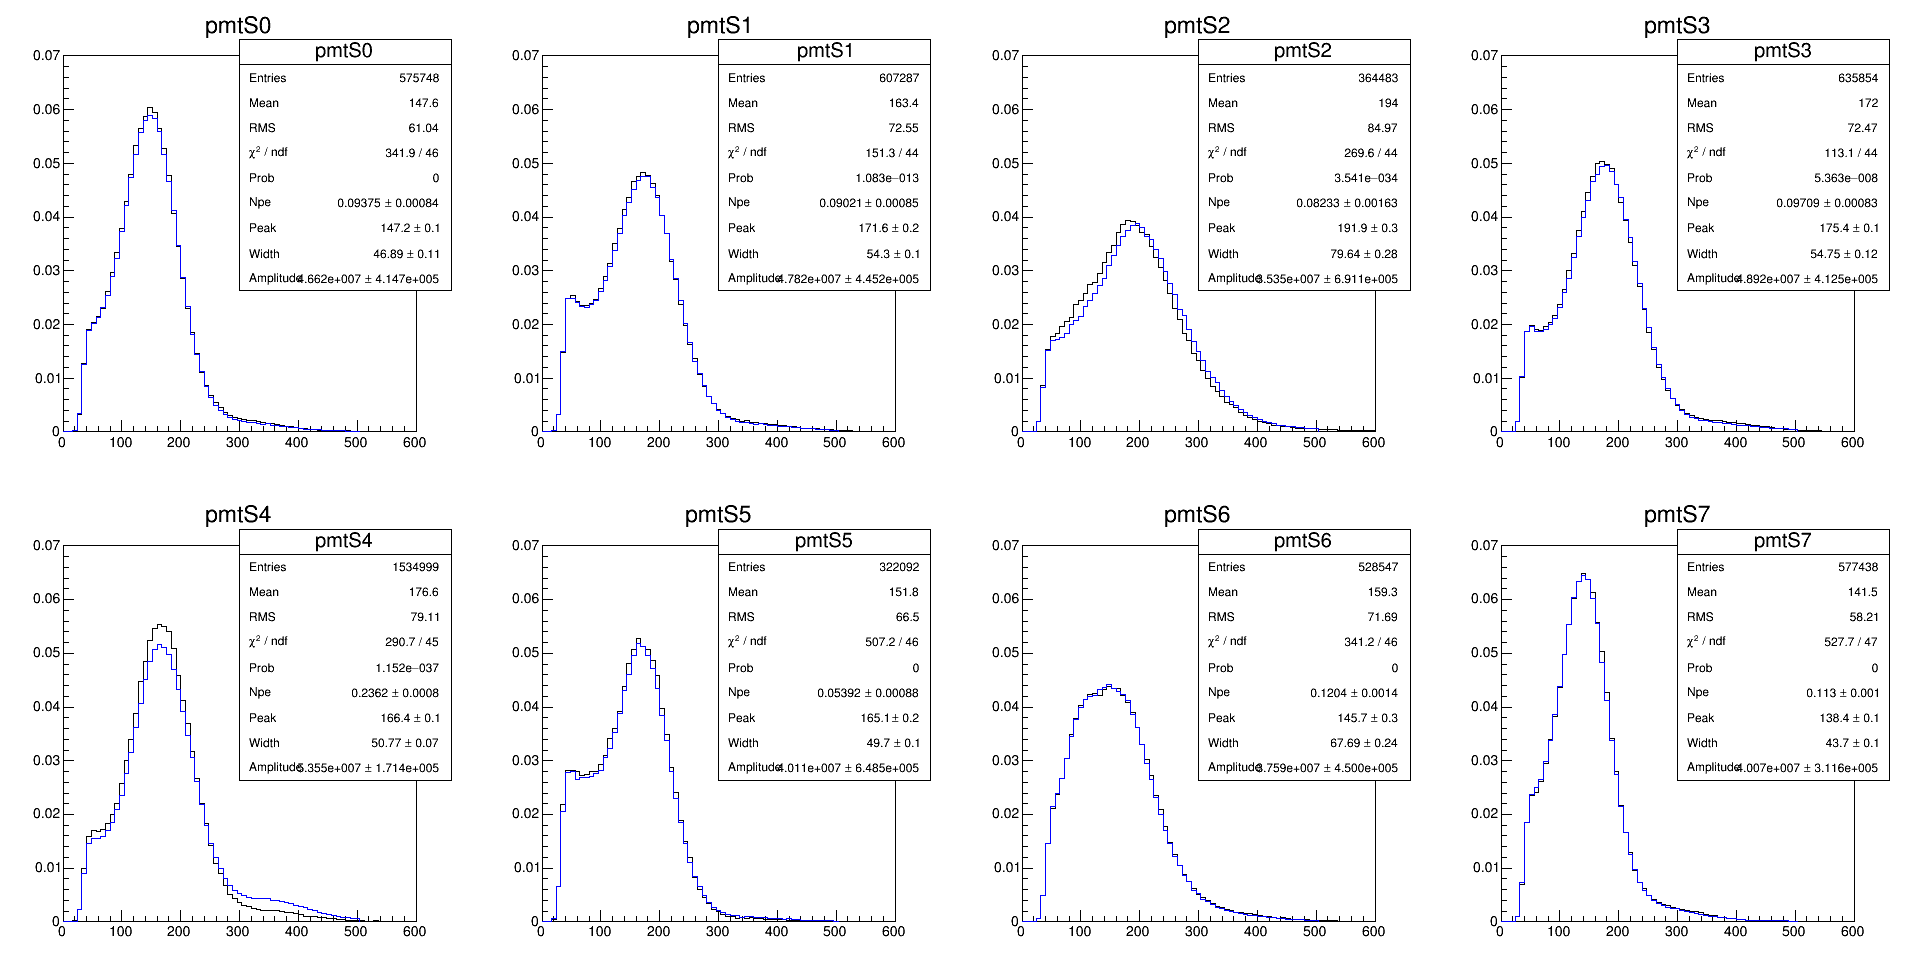 pmtS0
pmtS0
Entries 575748
Mean 147.6
RMS 61.04
χ² / ndf 341.9 / 46
Prob 0
Npe 0.09375 ± 0.00084
Peak 147.2 ± 0.1
Width 46.89 ± 0.11
Amplitude 4.662e+007 ± 4.147e+005
0.07
0.06
0.05
0.04
0.03
0.02
0.01
0
0 100 200 300 400 500 600
pmtS1
pmtS1
Entries 607287
Mean 163.4
RMS 72.55
χ² / ndf 151.3 / 44
Prob 1.083e−013
Npe 0.09021 ± 0.00085
Peak 171.6 ± 0.2
Width 54.3 ± 0.1
Amplitude 4.782e+007 ± 4.452e+005
0.07
0.06
0.05
0.04
0.03
0.02
0.01
0
0 100 200 300 400 500 600
pmtS2
pmtS2
Entries 364483
Mean 194
RMS 84.97
χ² / ndf 269.6 / 44
Prob 3.541e−034
Npe 0.08233 ± 0.00163
Peak 191.9 ± 0.3
Width 79.64 ± 0.28
Amplitude 3.535e+007 ± 6.911e+005
0.07
0.06
0.05
0.04
0.03
0.02
0.01
0
0 100 200 300 400 500 600
pmtS3
pmtS3
Entries 635854
Mean 172
RMS 72.47
χ² / ndf 113.1 / 44
Prob 5.363e−008
Npe 0.09709 ± 0.00083
Peak 175.4 ± 0.1
Width 54.75 ± 0.12
Amplitude 4.892e+007 ± 4.125e+005
0.07
0.06
0.05
0.04
0.03
0.02
0.01
0
0 100 200 300 400 500 600
pmtS4
pmtS4
Entries 1534999
Mean 176.6
RMS 79.11
χ² / ndf 290.7 / 45
Prob 1.152e−037
Npe 0.2362 ± 0.0008
Peak 166.4 ± 0.1
Width 50.77 ± 0.07
Amplitude 5.355e+007 ± 1.714e+005
0.07
0.06
0.05
0.04
0.03
0.02
0.01
0
0 100 200 300 400 500 600
pmtS5
pmtS5
Entries 322092
Mean 151.8
RMS 66.5
χ² / ndf 507.2 / 46
Prob 0
Npe 0.05392 ± 0.00088
Peak 165.1 ± 0.2
Width 49.7 ± 0.1
Amplitude 4.011e+007 ± 6.485e+005
0.07
0.06
0.05
0.04
0.03
0.02
0.01
0
0 100 200 300 400 500 600
pmtS6
pmtS6
Entries 528547
Mean 159.3
RMS 71.69
χ² / ndf 341.2 / 46
Prob 0
Npe 0.1204 ± 0.0014
Peak 145.7 ± 0.3
Width 67.69 ± 0.24
Amplitude 3.759e+007 ± 4.500e+005
0.07
0.06
0.05
0.04
0.03
0.02
0.01
0
0 100 200 300 400 500 600
pmtS7
pmtS7
Entries 577438
Mean 141.5
RMS 58.21
χ² / ndf 527.7 / 47
Prob 0
Npe 0.113 ± 0.001
Peak 138.4 ± 0.1
Width 43.7 ± 0.1
Amplitude 4.007e+007 ± 3.116e+005
0.07
0.06
0.05
0.04
0.03
0.02
0.01
0
0 100 200 300 400 500 600